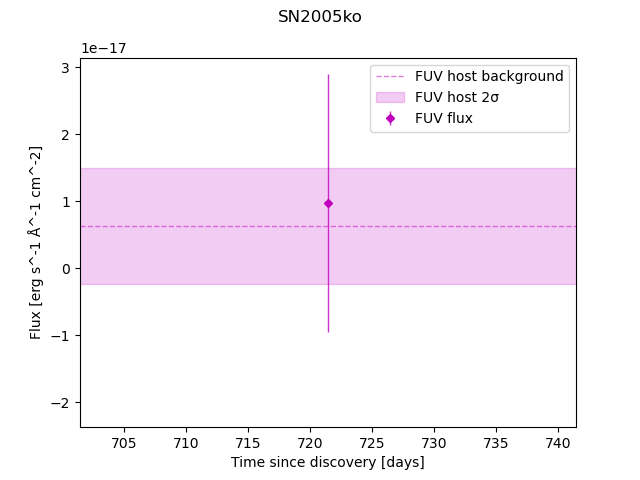 SN2005ko
1e−17
FUV host background
FUV host 2σ
FUV flux
3
2
1
0
−1
−2
Flux [erg s^-1 Å^-1 cm^-2]
705 710 715 720 725 730 735 740
Time since discovery [days]